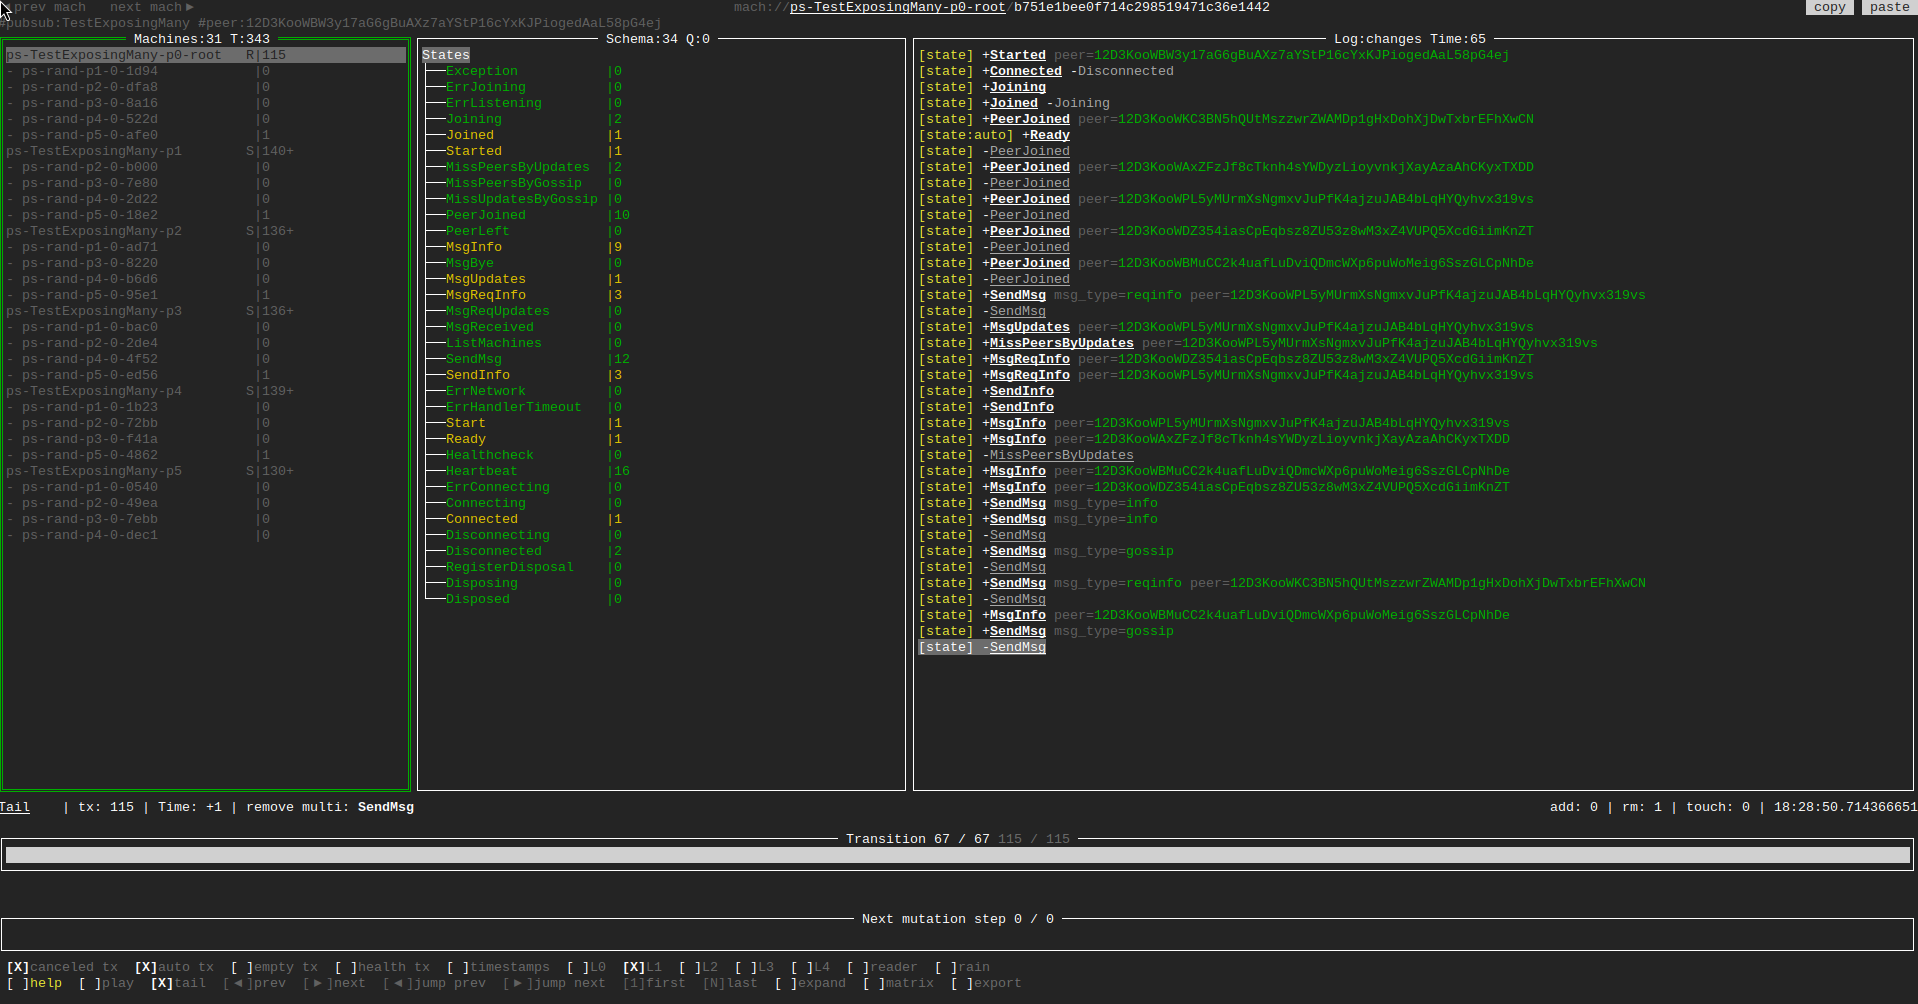 ◄prev mach   next mach►   mach://ps-TestExposingMany-p0-root/b751e1bee0f714c298519471c36e1442   copy   paste
#pubsub:TestExposingMany #peer:12D3KooWBW3y17aG6gBuAXz7aYStP16cYxKJPiogedAaL58pG4ej
Machines:31 T:343
ps-TestExposingMany-p0-root   R|115
- ps-rand-p1-0-1d94   |0
- ps-rand-p2-0-dfa8   |0
- ps-rand-p3-0-8a16   |0
- ps-rand-p4-0-522d   |0
- ps-rand-p5-0-afe0   |1
ps-TestExposingMany-p1   S|140+
- ps-rand-p2-0-b000   |0
- ps-rand-p3-0-7e80   |0
- ps-rand-p4-0-2d22   |0
- ps-rand-p5-0-18e2   |1
ps-TestExposingMany-p2   S|136+
- ps-rand-p1-0-ad71   |0
- ps-rand-p3-0-8220   |0
- ps-rand-p4-0-b6d6   |0
- ps-rand-p5-0-95e1   |1
ps-TestExposingMany-p3   S|136+
- ps-rand-p1-0-bac0   |0
- ps-rand-p2-0-2de4   |0
- ps-rand-p4-0-4f52   |0
- ps-rand-p5-0-ed56   |1
ps-TestExposingMany-p4   S|139+
- ps-rand-p1-0-1b23   |0
- ps-rand-p2-0-72bb   |0
- ps-rand-p3-0-f41a   |0
- ps-rand-p5-0-4862   |1
ps-TestExposingMany-p5   S|130+
- ps-rand-p1-0-0540   |0
- ps-rand-p2-0-49ea   |0
- ps-rand-p3-0-7ebb   |0
- ps-rand-p4-0-dec1   |0
Schema:34 Q:0
States
Exception   |0
ErrJoining   |0
ErrListening   |0
Joining   |2
Joined   |1
Started   |1
MissPeersByUpdates   |2
MissPeersByGossip   |0
MissUpdatesByGossip   |0
PeerJoined   |10
PeerLeft   |0
MsgInfo   |9
MsgBye   |0
MsgUpdates   |1
MsgReqInfo   |3
MsgReqUpdates   |0
MsgReceived   |0
ListMachines   |0
SendMsg   |12
SendInfo   |3
ErrNetwork   |0
ErrHandlerTimeout   |0
Start   |1
Ready   |1
Healthcheck   |0
Heartbeat   |16
ErrConnecting   |0
Connecting   |0
Connected   |1
Disconnecting   |0
Disconnected   |2
RegisterDisposal   |0
Disposing   |0
Disposed   |0
Log:changes Time:65
[state] +Started peer=12D3KooWBW3y17aG6gBuAXz7aYStP16cYxKJPiogedAaL58pG4ej
[state] +Connected -Disconnected
[state] +Joining
[state] +Joined -Joining
[state] +PeerJoined peer=12D3KooWKC3BN5hQUtMszzwrZWAMDp1gHxDohXjDwTxbrEFhXwCN
[state:auto] +Ready
[state] -PeerJoined
[state] +PeerJoined peer=12D3KooWAxZFzJf8cTknh4sYWDyzLioyvnkjXayAzaAhCKyxTXDD
[state] -PeerJoined
[state] +PeerJoined peer=12D3KooWPL5yMUrmXsNgmxvJuPfK4ajzuJAB4bLqHYQyhvx319vs
[state] -PeerJoined
[state] +PeerJoined peer=12D3KooWDZ354iasCpEqbsz8ZU53z8wM3xZ4VUPQ5XcdGiimKnZT
[state] -PeerJoined
[state] +PeerJoined peer=12D3KooWBMuCC2k4uafLuDviQDmcWXp6puWoMeig6SszGLCpNhDe
[state] -PeerJoined
[state] +SendMsg msg_type=reqinfo peer=12D3KooWPL5yMUrmXsNgmxvJuPfK4ajzuJAB4bLqHYQyhvx319vs
[state] -SendMsg
[state] +MsgUpdates peer=12D3KooWPL5yMUrmXsNgmxvJuPfK4ajzuJAB4bLqHYQyhvx319vs
[state] +MissPeersByUpdates peer=12D3KooWPL5yMUrmXsNgmxvJuPfK4ajzuJAB4bLqHYQyhvx319vs
[state] +MsgReqInfo peer=12D3KooWDZ354iasCpEqbsz8ZU53z8wM3xZ4VUPQ5XcdGiimKnZT
[state] +MsgReqInfo peer=12D3KooWPL5yMUrmXsNgmxvJuPfK4ajzuJAB4bLqHYQyhvx319vs
[state] +SendInfo
[state] +SendInfo
[state] +MsgInfo peer=12D3KooWPL5yMUrmXsNgmxvJuPfK4ajzuJAB4bLqHYQyhvx319vs
[state] +MsgInfo peer=12D3KooWAxZFzJf8cTknh4sYWDyzLioyvnkjXayAzaAhCKyxTXDD
[state] -MissPeersByUpdates
[state] +MsgInfo peer=12D3KooWBMuCC2k4uafLuDviQDmcWXp6puWoMeig6SszGLCpNhDe
[state] +MsgInfo peer=12D3KooWDZ354iasCpEqbsz8ZU53z8wM3xZ4VUPQ5XcdGiimKnZT
[state] +SendMsg msg_type=info
[state] +SendMsg msg_type=info
[state] -SendMsg
[state] +SendMsg msg_type=gossip
[state] -SendMsg
[state] +SendMsg msg_type=reqinfo peer=12D3KooWKC3BN5hQUtMszzwrZWAMDp1gHxDohXjDwTxbrEFhXwCN
[state] -SendMsg
[state] +MsgInfo peer=12D3KooWBMuCC2k4uafLuDviQDmcWXp6puWoMeig6SszGLCpNhDe
[state] +SendMsg msg_type=gossip
[state] -SendMsg
Tail   | tx: 115 | Time: +1 | remove multi: SendMsg   add: 0 | rm: 1 | touch: 0 | 18:28:50.714366651
Transition 67 / 67 115 / 115
Next mutation step 0 / 0
[X]canceled tx  [X]auto tx  [ ]empty tx  [ ]health tx  [ ]timestamps  [ ]L0  [X]L1  [ ]L2  [ ]L3  [ ]L4  [ ]reader  [ ]rain
[ ]help  [ ]play  [X]tail  [◄]prev  [►]next  [◄]jump prev  [►]jump next  [1]first  [N]last  [ ]expand  [ ]matrix  [ ]export